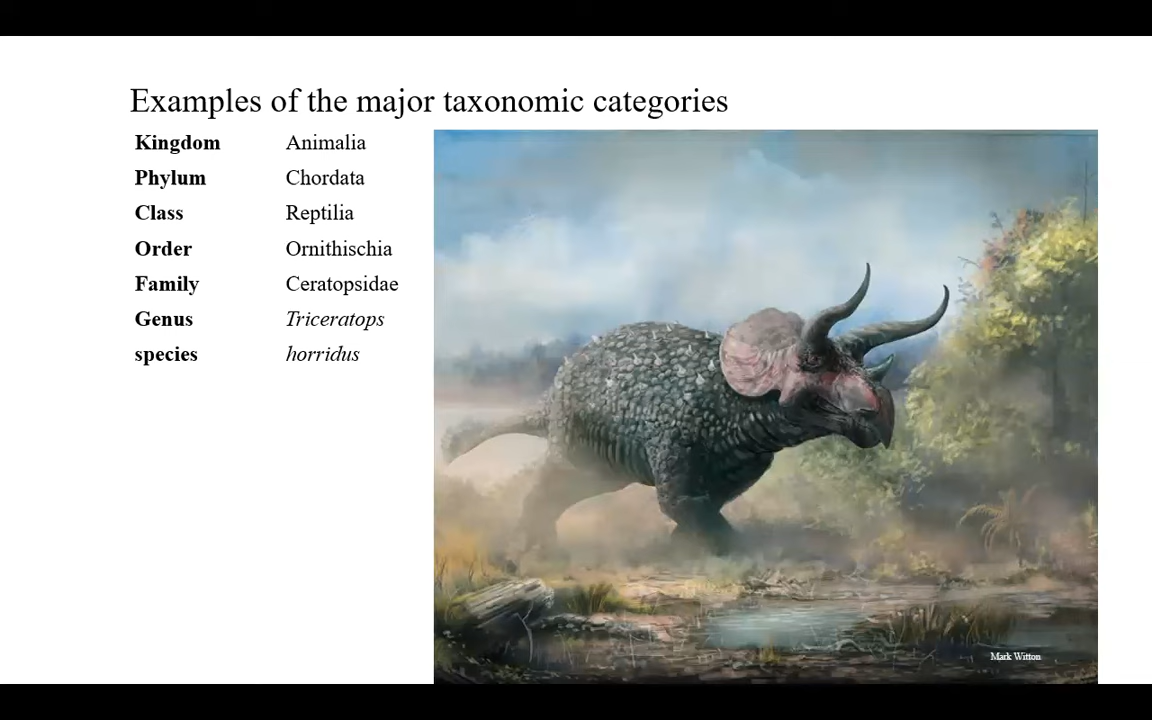 Examples of the major taxonomic categories
Kingdom Animalia
Phylum Chordata
Class Reptilia
Order Ornithischia
Family Ceratopsidae
Genus Triceratops
species horridus
Mark Witton